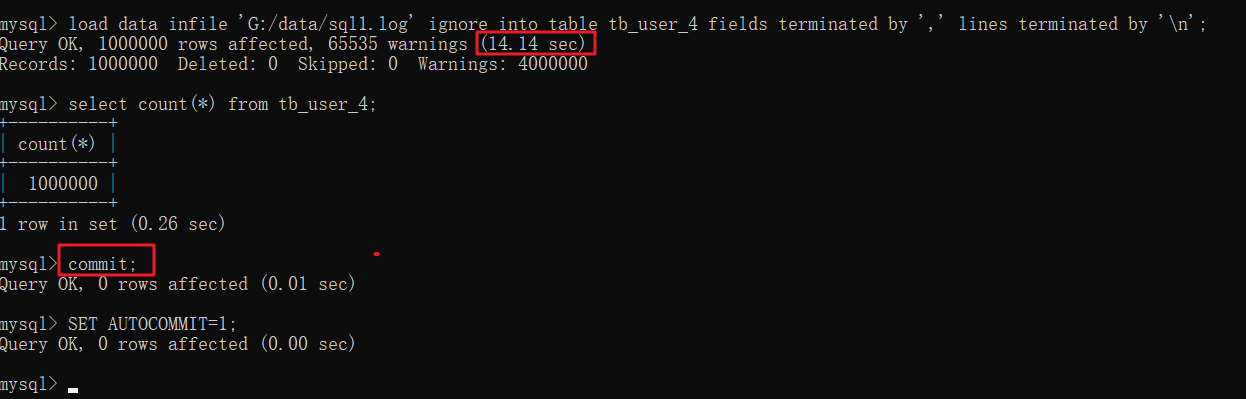 mysql> load data infile 'G:/data/sql1.log' ignore into table tb_user_4 fields terminated by ',' lines terminated by '\n';
Query OK, 1000000 rows affected, 65535 warnings (14.14 sec)
Records: 1000000  Deleted: 0  Skipped: 0  Warnings: 4000000
mysql> select count(*) from tb_user_4;
+----------+
| count(*) |
+----------+
|  1000000 |
+----------+
1 row in set (0.26 sec)
mysql> commit;
Query OK, 0 rows affected (0.01 sec)
mysql> SET AUTOCOMMIT=1;
Query OK, 0 rows affected (0.00 sec)
mysql>